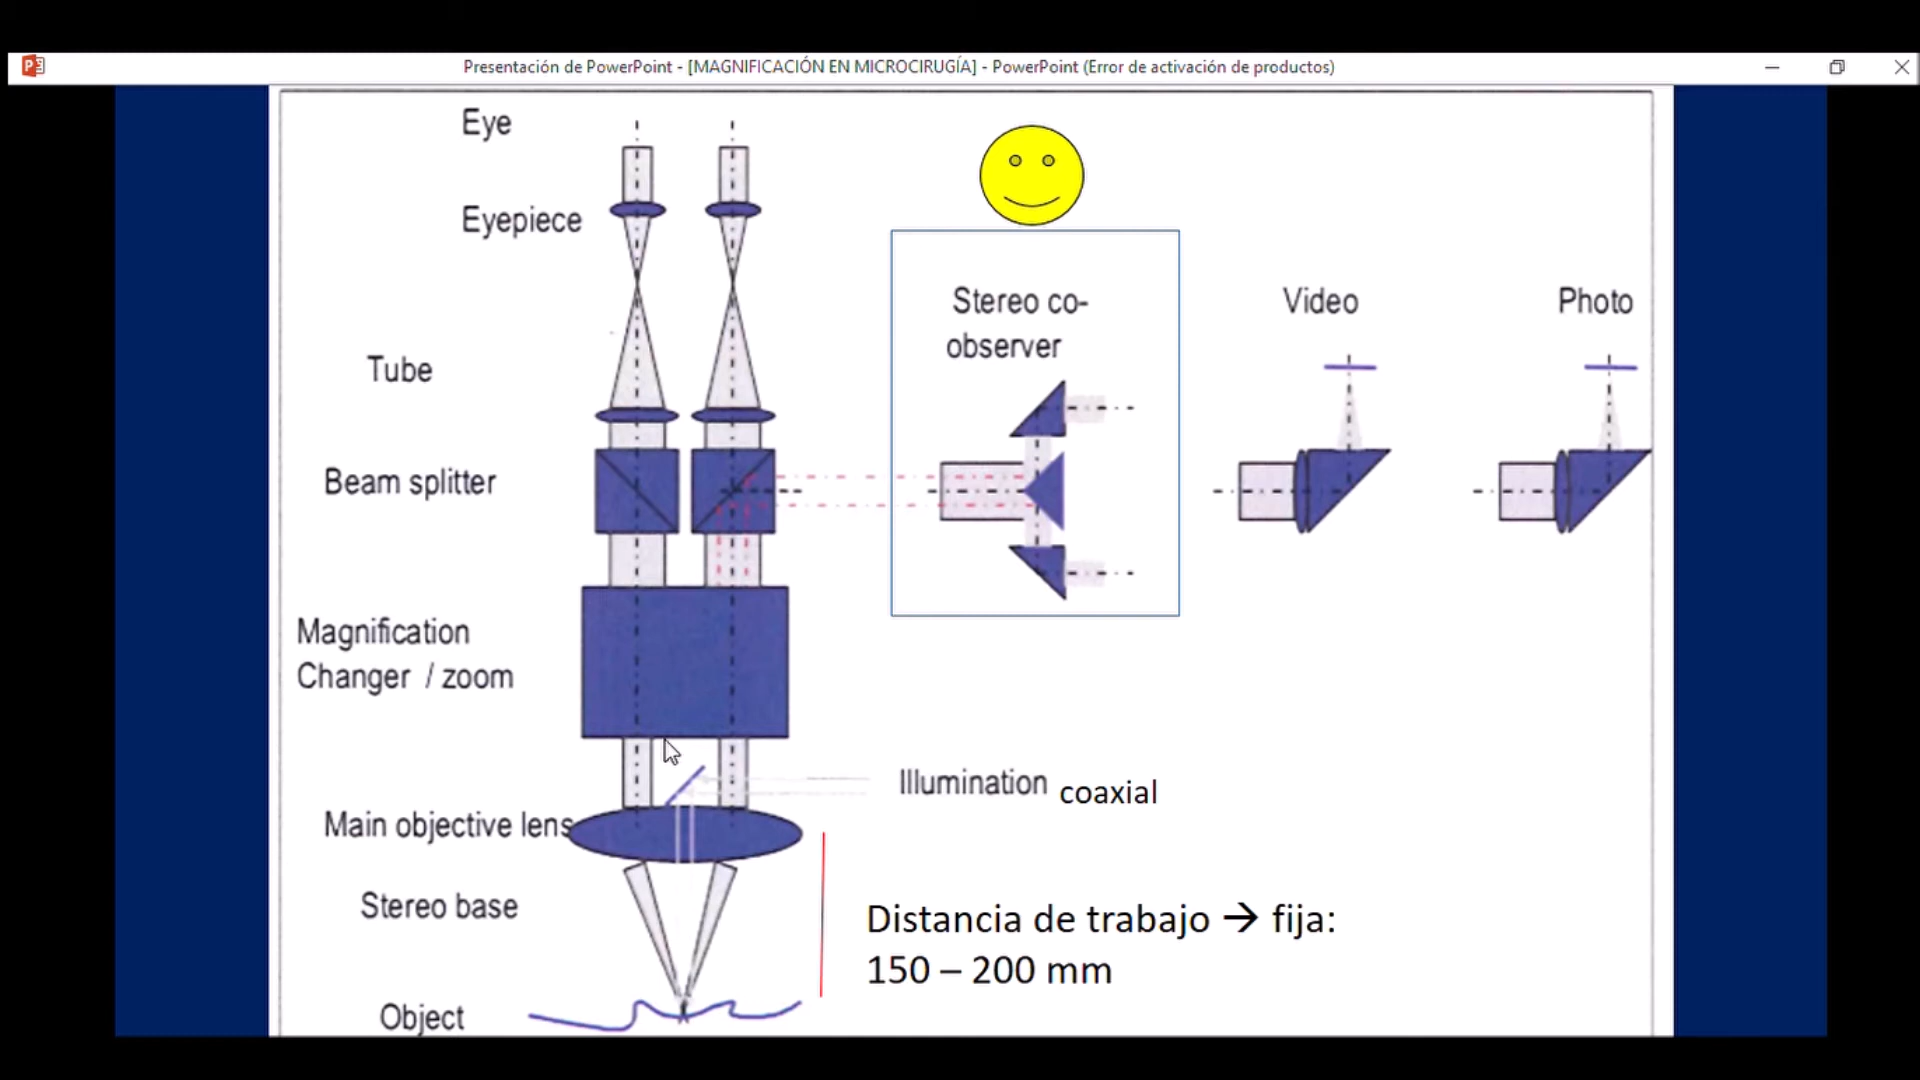 Presentación de PowerPoint - [MAGNIFICACIÓN EN MICROCIRUGÍA] - PowerPoint (Error de activación de productos)
Eye
Eyepiece
Stereo co-
observer
Video
Photo
Tube
Beam splitter
Magnification
Changer / zoom
Illumination coaxial
Main objective lens
Stereo base
Distancia de trabajo → fija:
150 – 200 mm
Object